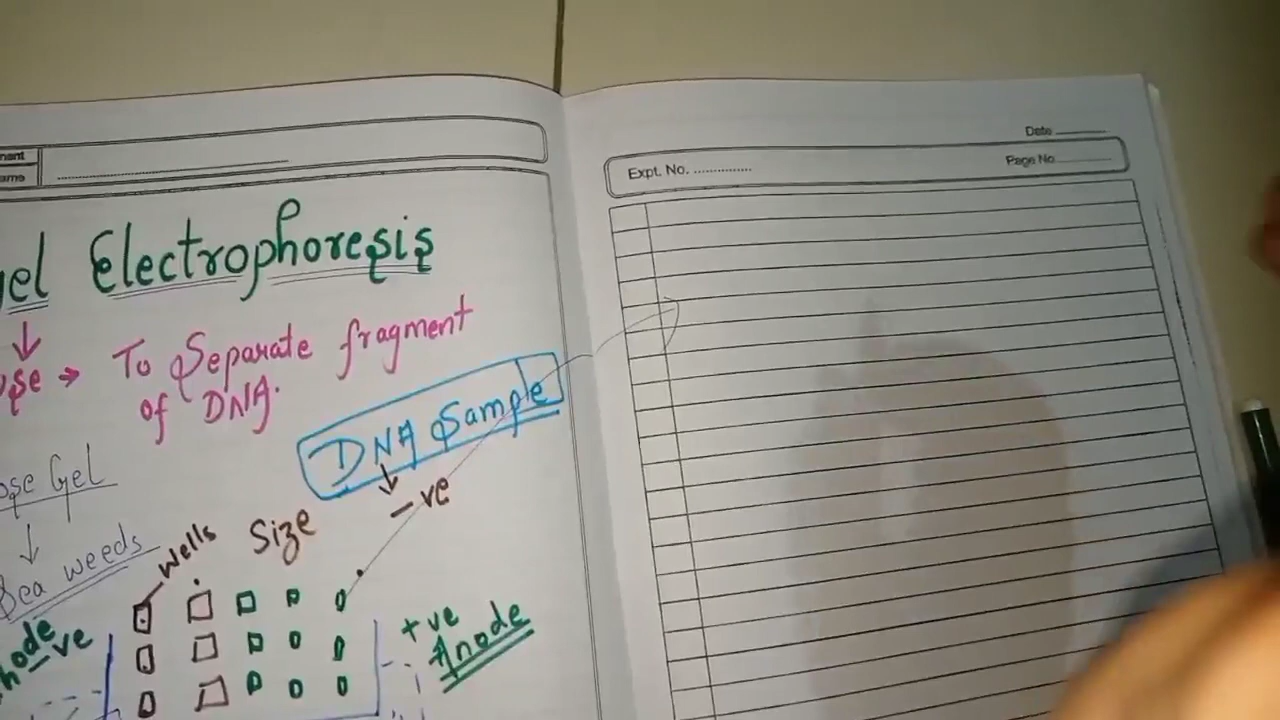 Expt. No. ..............
Date
Page No
Electrophoresis
→ To Separate fragment
of DNA.
DNA Sample
↓
-ve
Gel
Sea weeds
Wells
Size
-ve
+ve
Anode